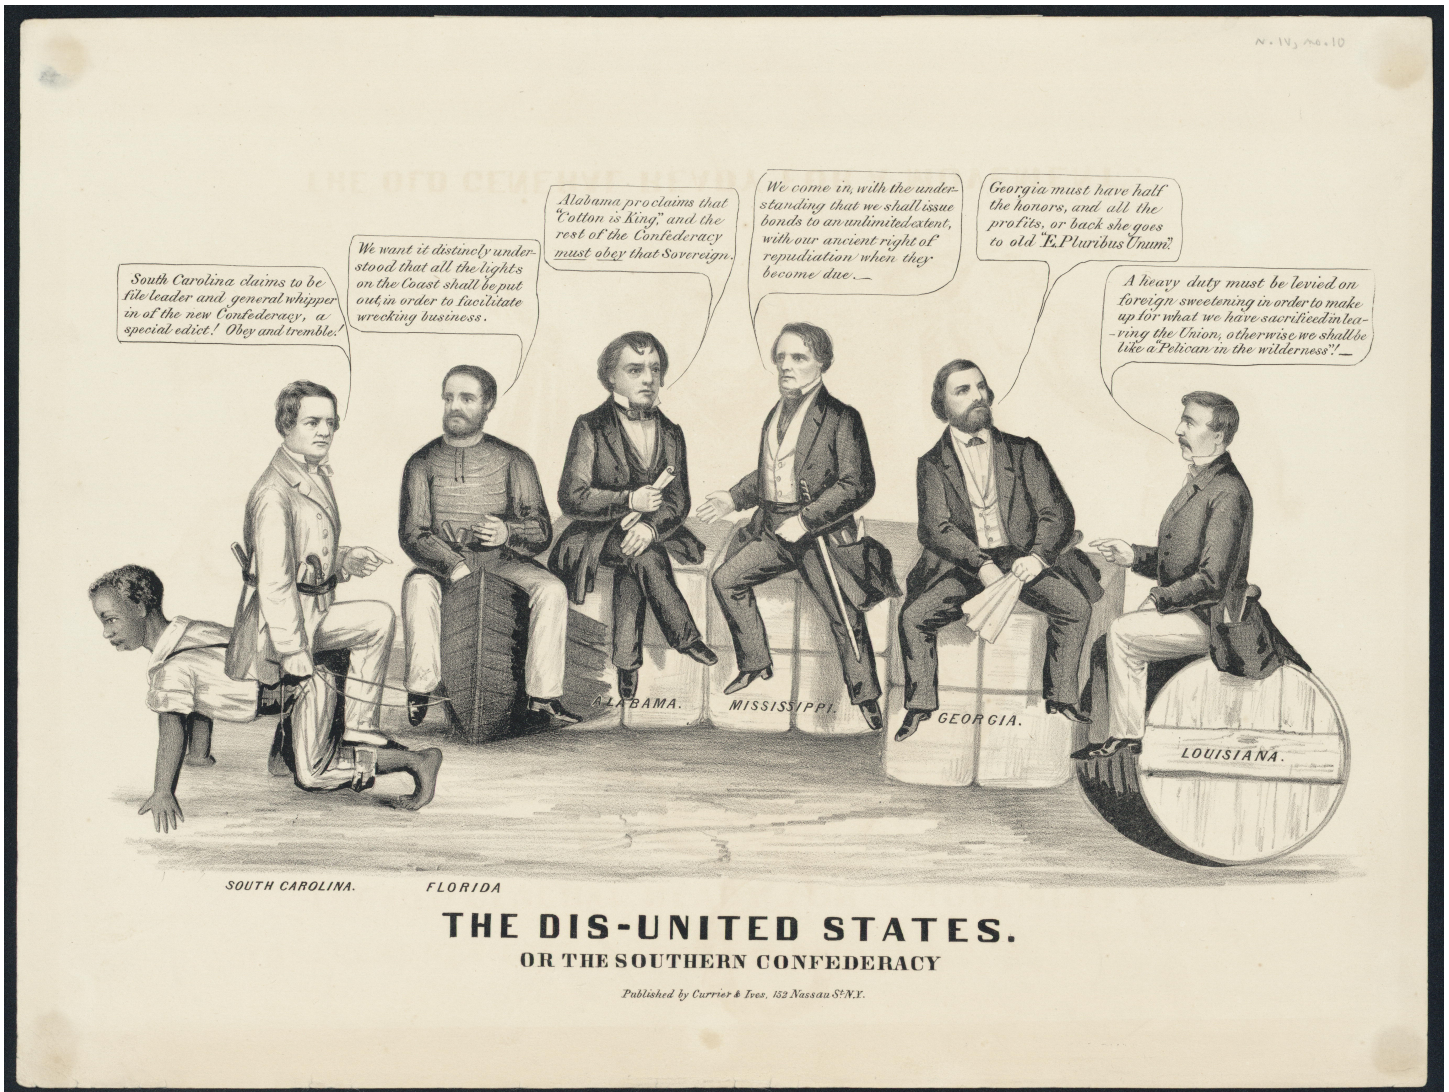 N. IV, no. 10
South Carolina claims to be
file leader and general whipper
in of the new Confederacy, a
special edict! Obey and tremble!
We want it distincly under-
stood that all the lights
on the Coast shall be put
out, in order to facilitate
wrecking business.
Alabama proclaims that
"Cotton is King," and the
rest of the Confederacy
must obey that Sovereign.
We come in, with the under-
standing that we shall issue
bonds to an unlimited extent,
with our ancient right of
repudiation when they
become due.—
Georgia must have half
the honors, and all the
profits, or back she goes
to old "E. Pluribus Unum".
A heavy duty must be levied on
foreign sweetening in order to make
up for what we have sacrificed in lea-
-ving the Union, otherwise we shall be
like a "Pelican in the wilderness"!—
ALABAMA.
MISSISSIPPI.
GEORGIA.
LOUISIANA.
SOUTH CAROLINA.
FLORIDA
THE DIS-UNITED STATES.
OR THE SOUTHERN CONFEDERACY
Published by Currier & Ives, 152 Nassau St. N.Y.